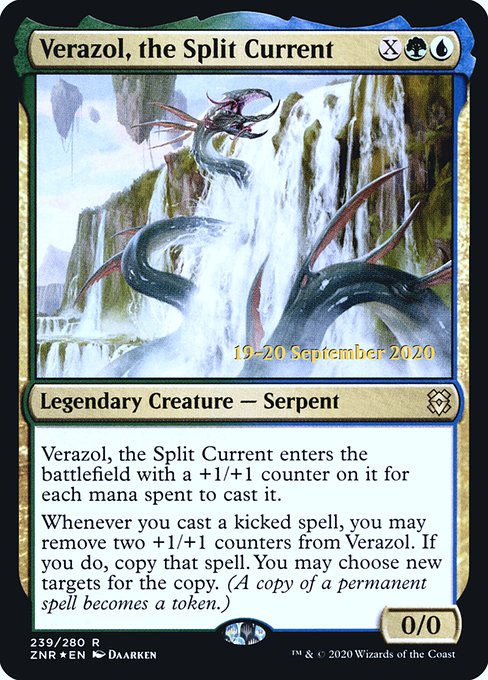 Verazol, the Split Current X
19–20 September 2020
Legendary Creature — Serpent
Verazol, the Split Current enters the
battlefield with a +1/+1 counter on it for
each mana spent to cast it.
Whenever you cast a kicked spell, you may
remove two +1/+1 counters from Verazol. If
you do, copy that spell. You may choose new
targets for the copy. (A copy of a permanent
spell becomes a token.)
0/0
239/280 R
ZNR ★ EN Daarken
™ & © 2020 Wizards of the Coast